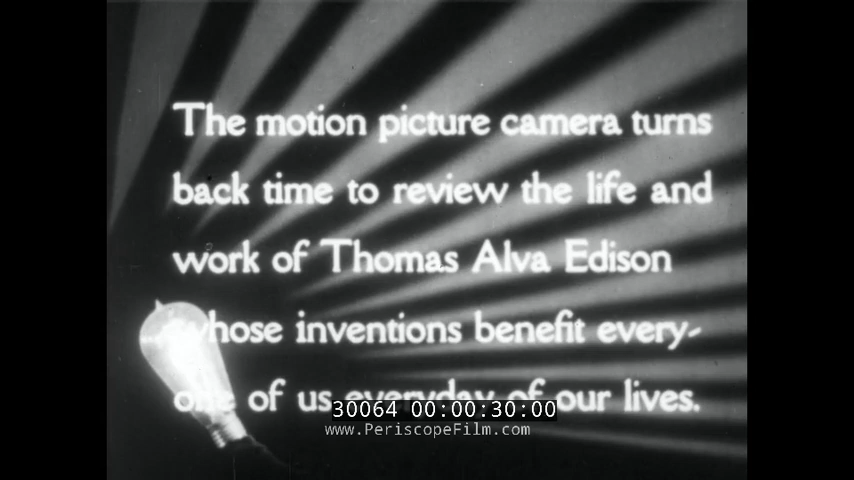 The motion picture camera turns
back time to review the life and
work of Thomas Alva Edison
whose inventions benefit every-
one of us everyday of our lives.
30064 00:00:30:00
www.PeriscopeFilm.com